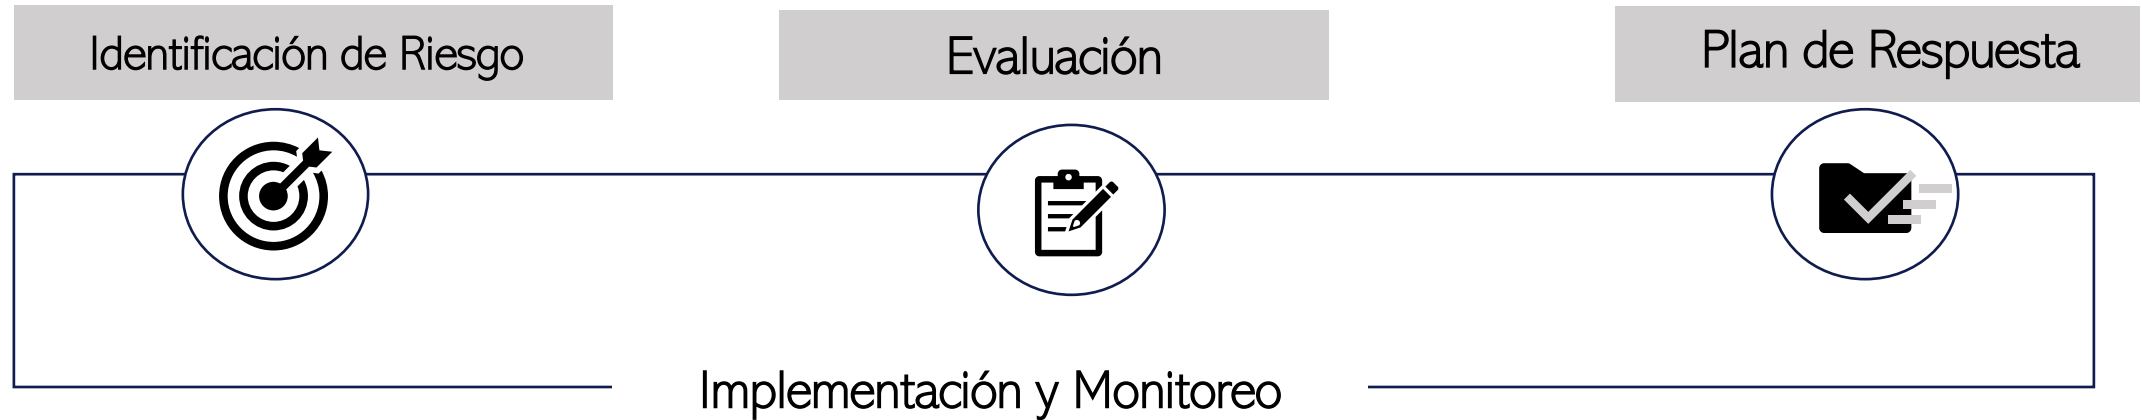 Identificación de Riesgo
Evaluación
Plan de Respuesta
Implementación y Monitoreo